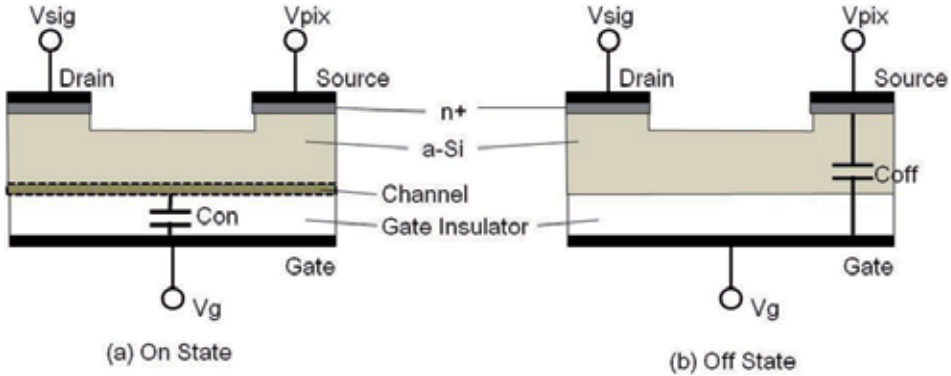 Vsig Vpix Vsig Vpix
Drain Source Drain Source
n+
a-Si
Channel
Con Coff
Gate Insulator
Gate Gate
Vg Vg
(a) On State (b) Off State